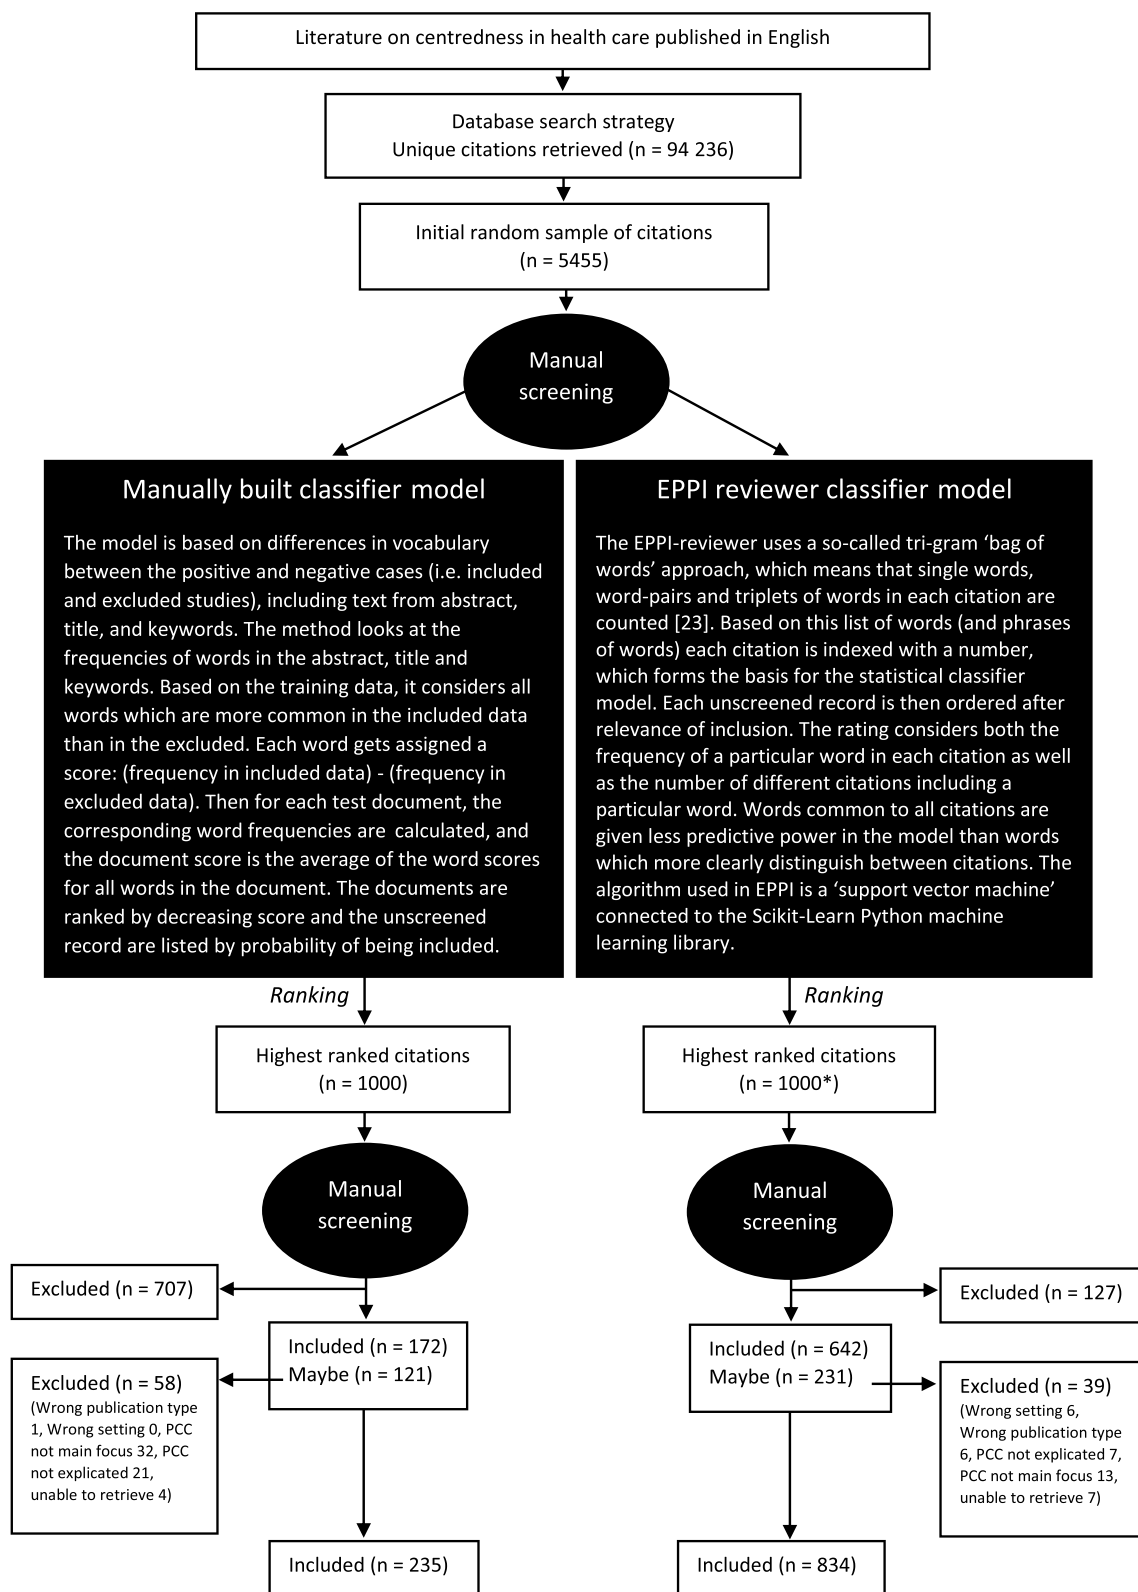 Literature on centredness in health care published in English
Database search strategy
Unique citations retrieved (n = 94 236)
Initial random sample of citations
(n = 5455)
Manual
screening
Manually built classifier model
The model is based on differences in vocabulary
between the positive and negative cases (i.e. included
and excluded studies), including text from abstract,
title, and keywords. The method looks at the
frequencies of words in the abstract, title and
keywords. Based on the training data, it considers all
words which are more common in the included data
than in the excluded. Each word gets assigned a
score: (frequency in included data) - (frequency in
excluded data). Then for each test document, the
corresponding word frequencies are calculated, and
the document score is the average of the word scores
for all words in the document. The documents are
ranked by decreasing score and the unscreened
record are listed by probability of being included.
EPPI reviewer classifier model
The EPPI-reviewer uses a so-called tri-gram ‘bag of
words’ approach, which means that single words,
word-pairs and triplets of words in each citation are
counted [23]. Based on this list of words (and phrases
of words) each citation is indexed with a number,
which forms the basis for the statistical classifier
model. Each unscreened record is then ordered after
relevance of inclusion. The rating considers both the
frequency of a particular word in each citation as well
as the number of different citations including a
particular word. Words common to all citations are
given less predictive power in the model than words
which more clearly distinguish between citations. The
algorithm used in EPPI is a ‘support vector machine’
connected to the Scikit-Learn Python machine
learning library.
Ranking
Ranking
Highest ranked citations
(n = 1000)
Highest ranked citations
(n = 1000*)
Manual
screening
Manual
screening
Excluded (n = 707)
Excluded (n = 127)
Included (n = 172)
Maybe (n = 121)
Included (n = 642)
Maybe (n = 231)
Excluded (n = 58)
(Wrong publication type
1, Wrong setting 0, PCC
not main focus 32, PCC
not explicated 21,
unable to retrieve 4)
Excluded (n = 39)
(Wrong setting 6,
Wrong publication type
6, PCC not explicated 7,
PCC not main focus 13,
unable to retrieve 7)
Included (n = 235)
Included (n = 834)